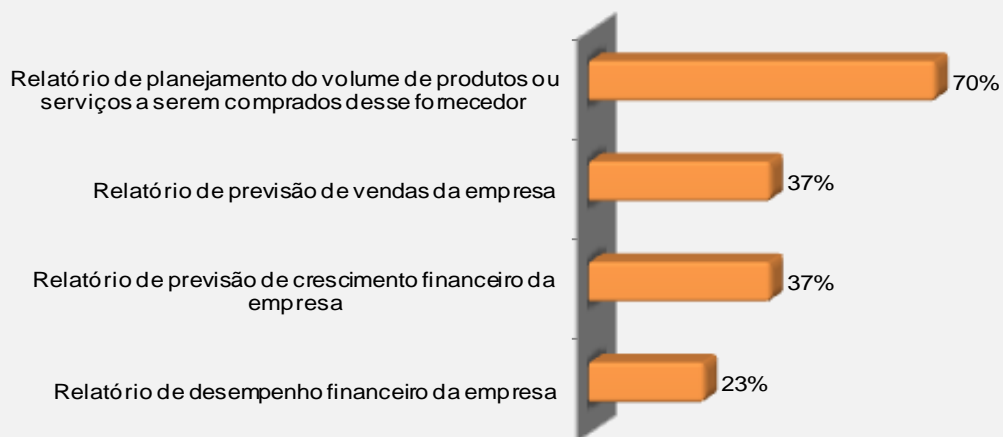 Relatório de planejamento do volume de produtos ou
serviços a serem comprados desse fornecedor
70%
Relatório de previsão de vendas da empresa
37%
Relatório de previsão de crescimento financeiro da
empresa
37%
Relatório de desempenho financeiro da empresa
23%